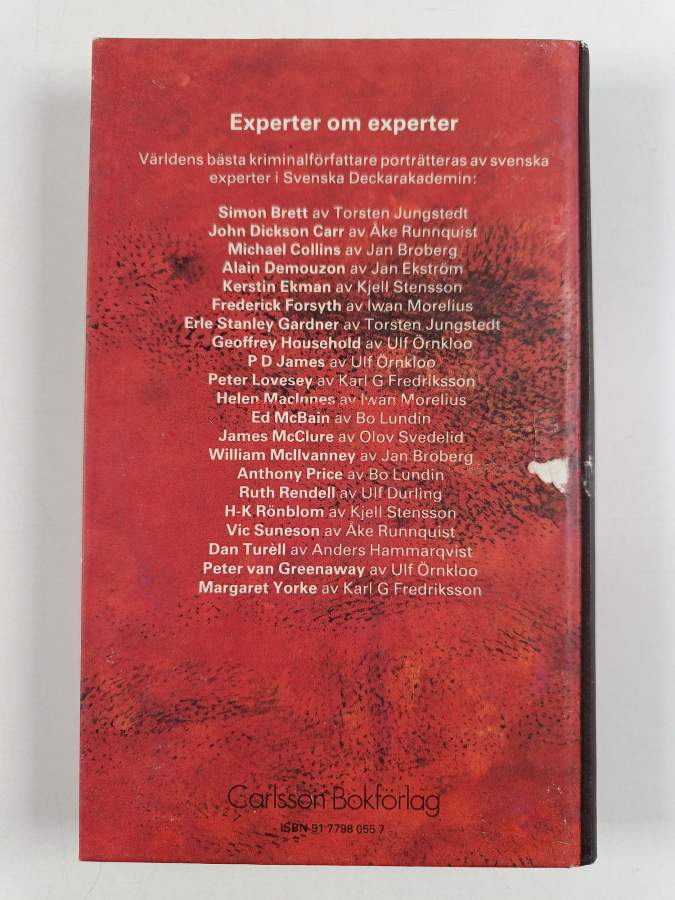 Experter om experter
Världens bästa kriminalförfattare porträtteras av svenska
experter i Svenska Deckarakademin:
Simon Brett av Torsten Jungstedt
John Dickson Carr av Åke Runnquist
Michael Collins av Jan Broberg
Alain Demouzon av Jan Ekström
Kerstin Ekman av Kjell Stensson
Frederick Forsyth av Iwan Morelius
Erle Stanley Gardner av Torsten Jungstedt
Geoffrey Household av Ulf Örnkloo
P D James av Ulf Örnkloo
Peter Lovesey av Karl G Fredriksson
Helen MacInnes av Iwan Morelius
Ed McBain av Bo Lundin
James McClure av Olov Svedelid
William McIlvanney av Jan Broberg
Anthony Price av Bo Lundin
Ruth Rendell av Ulf Durling
H-K Rönblom av Kjell Stensson
Vic Suneson av Åke Runnquist
Dan Turèll av Anders Hammarqvist
Peter van Greenaway av Ulf Örnkloo
Margaret Yorke av Karl G Fredriksson
Carlsson Bokförlag
ISBN 91 7798 055 7